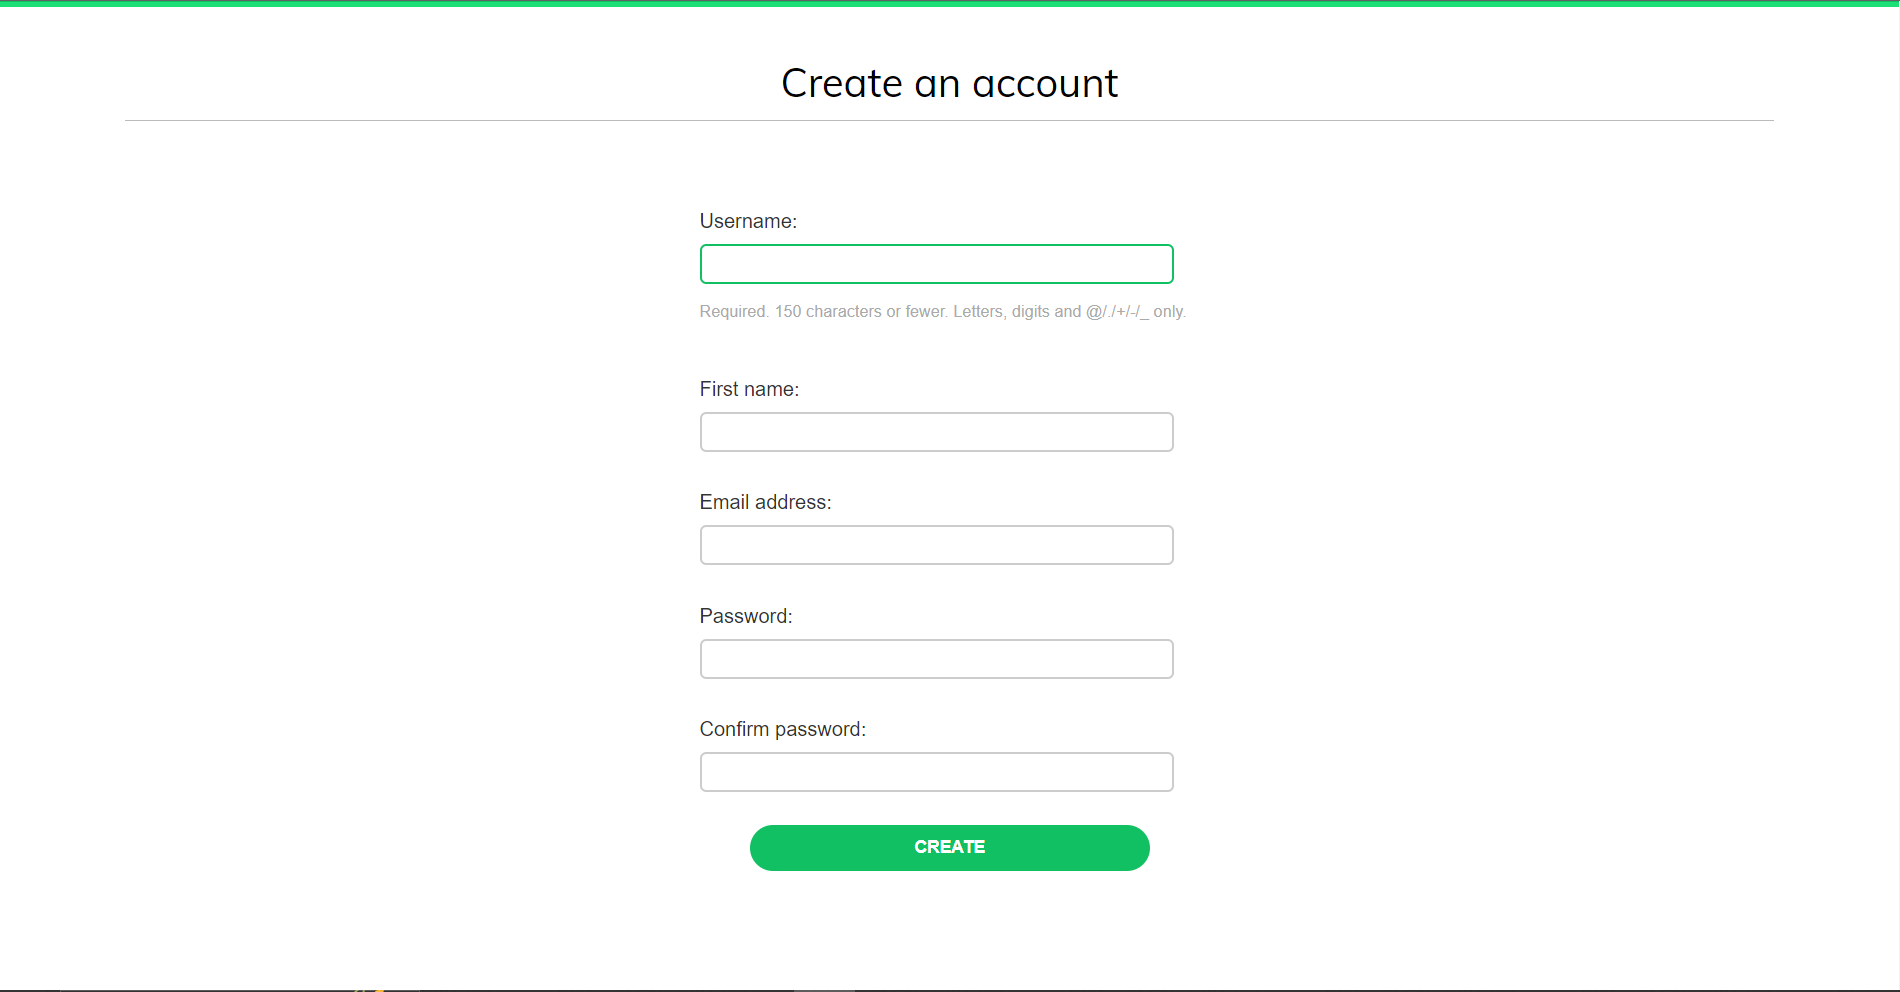 Create an account
Username:
Required. 150 characters or fewer. Letters, digits and @/./+/-/_ only.
First name:
Email address:
Password:
Confirm password:
CREATE